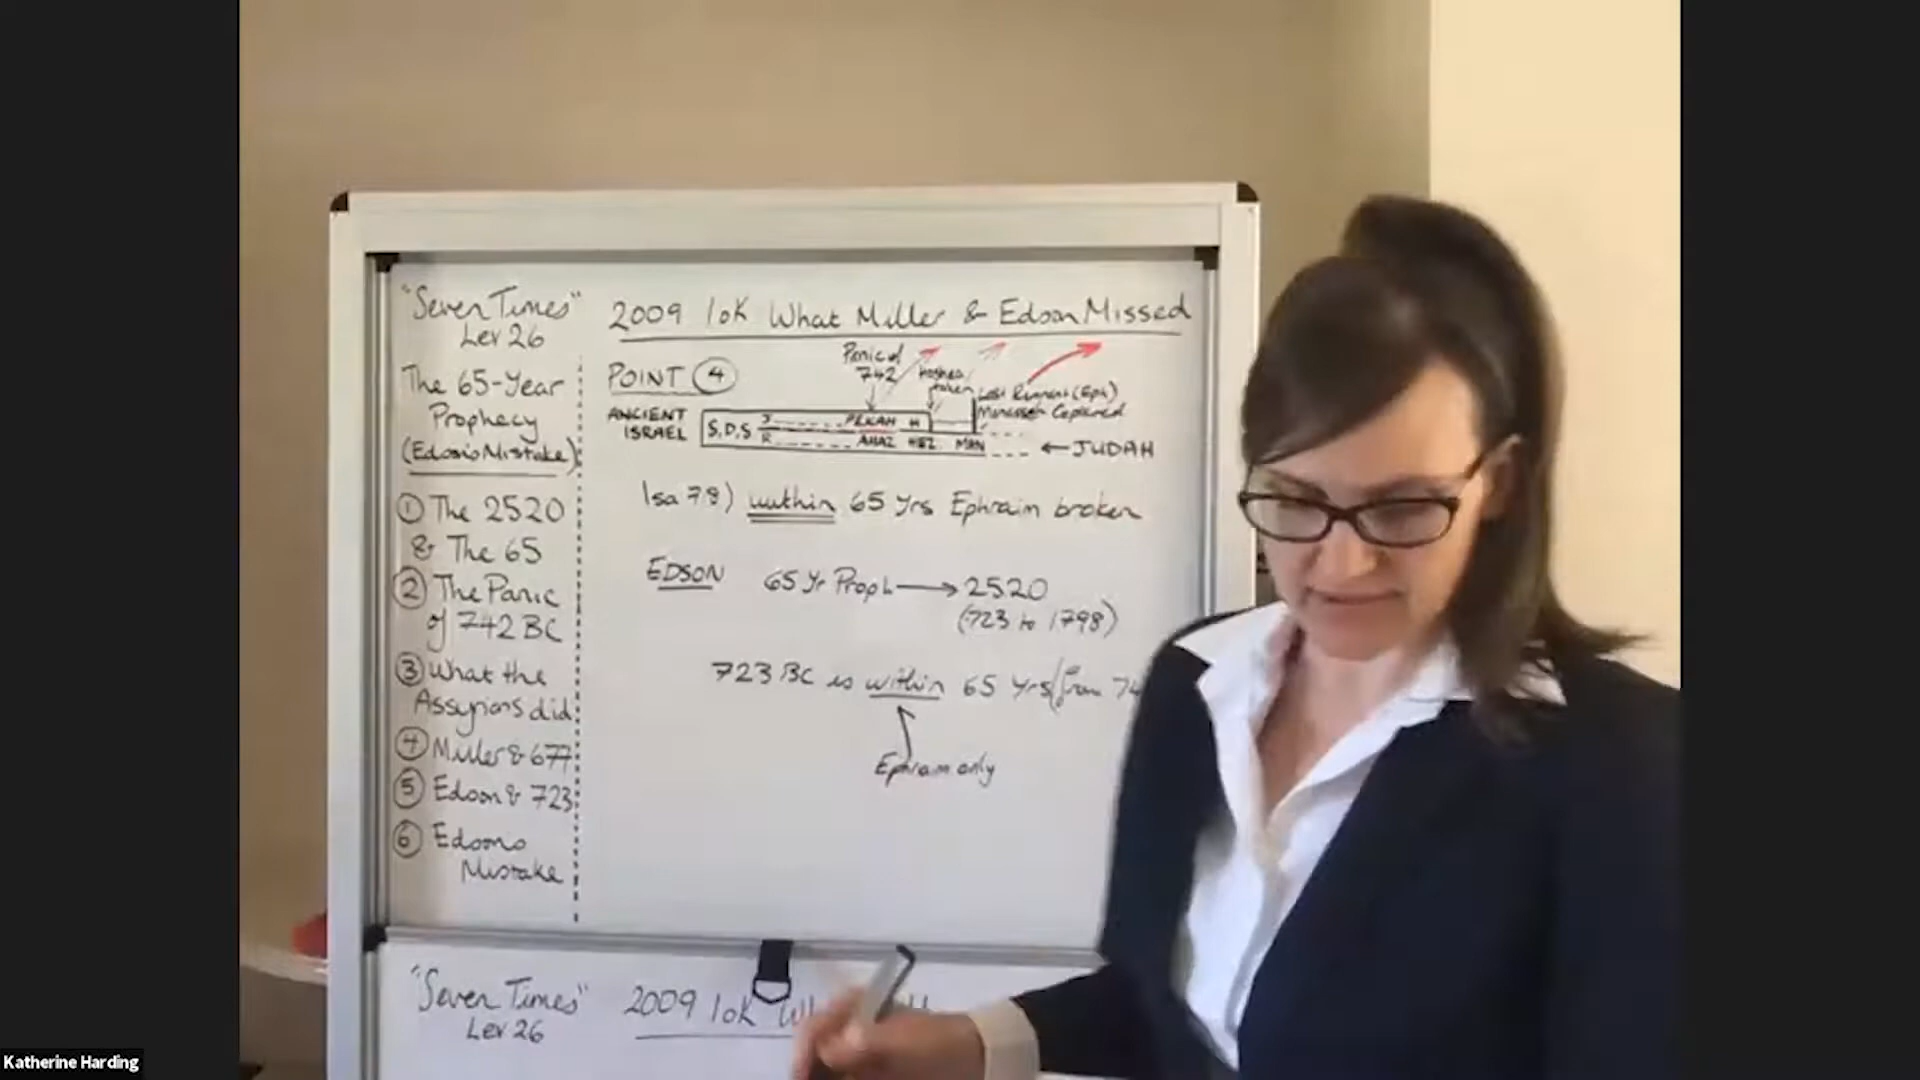 "Seven Times"
Lev 26
The 65-Year
Prophecy
(Edson's Mistake)
① The 2520
& The 65
② The Panic
of 742 BC
③ What the
Assyrians did
④ Miller & 677
⑤ Edson & 723
⑥ Edson's
Mistake
2009 10K What Miller & Edson Missed
POINT ④
Panic of
742
Hoshea
taken
Last Remnant (Eph)
Manasseh Captured
ANCIENT
ISRAEL
S.D.S
J PEKAH H
R AHAZ HEZ. MAN
← JUDAH
Isa 7:8) within 65 yrs Ephraim broken
EDSON 65 Yr Proph → 2520
(723 to 1798)
723 BC is within 65 yrs (from 74
Ephraim only
"Seven Times"
Lev 26
2009 10K
Katherine Harding